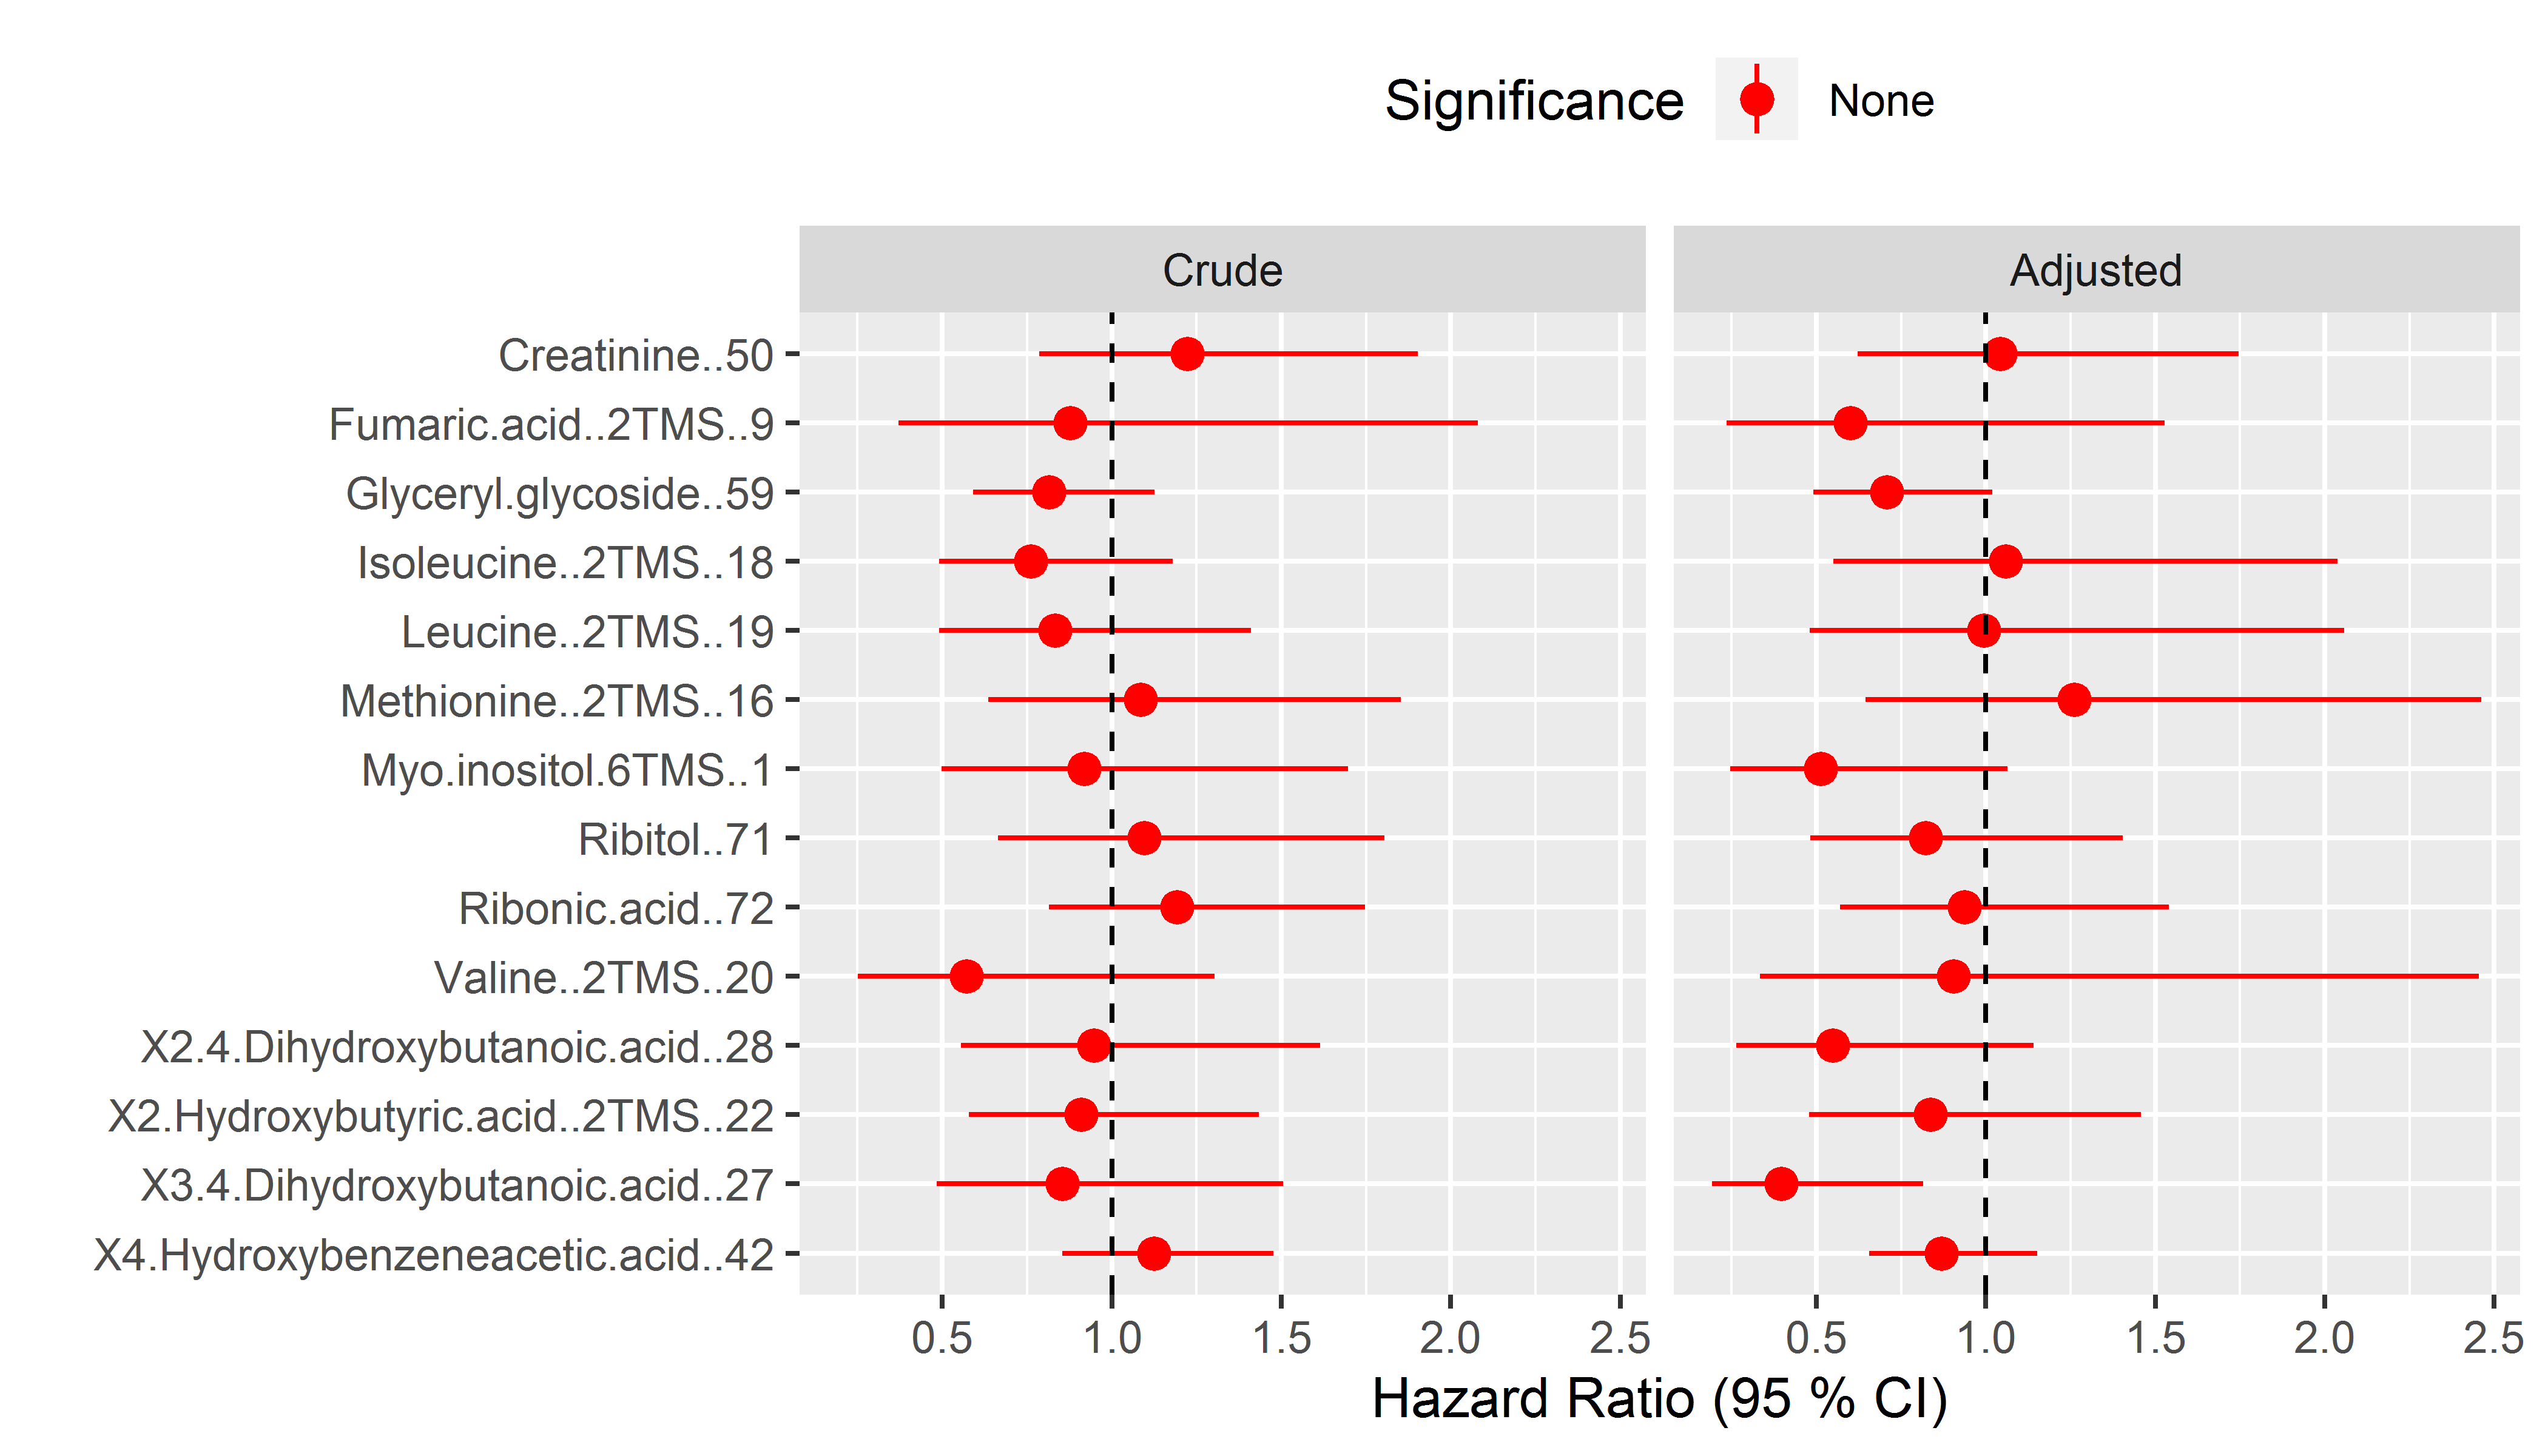 Significance None
Crude Adjusted
Creatinine..50
Fumaric.acid..2TMS..9
Glyceryl.glycoside..59
Isoleucine..2TMS..18
Leucine..2TMS..19
Methionine..2TMS..16
Myo.inositol.6TMS..1
Ribitol..71
Ribonic.acid..72
Valine..2TMS..20
X2.4.Dihydroxybutanoic.acid..28
X2.Hydroxybutyric.acid..2TMS..22
X3.4.Dihydroxybutanoic.acid..27
X4.Hydroxybenzeneacetic.acid..42
0.5 1.0 1.5 2.0 2.5 0.5 1.0 1.5 2.0 2.5
Hazard Ratio (95 % CI)